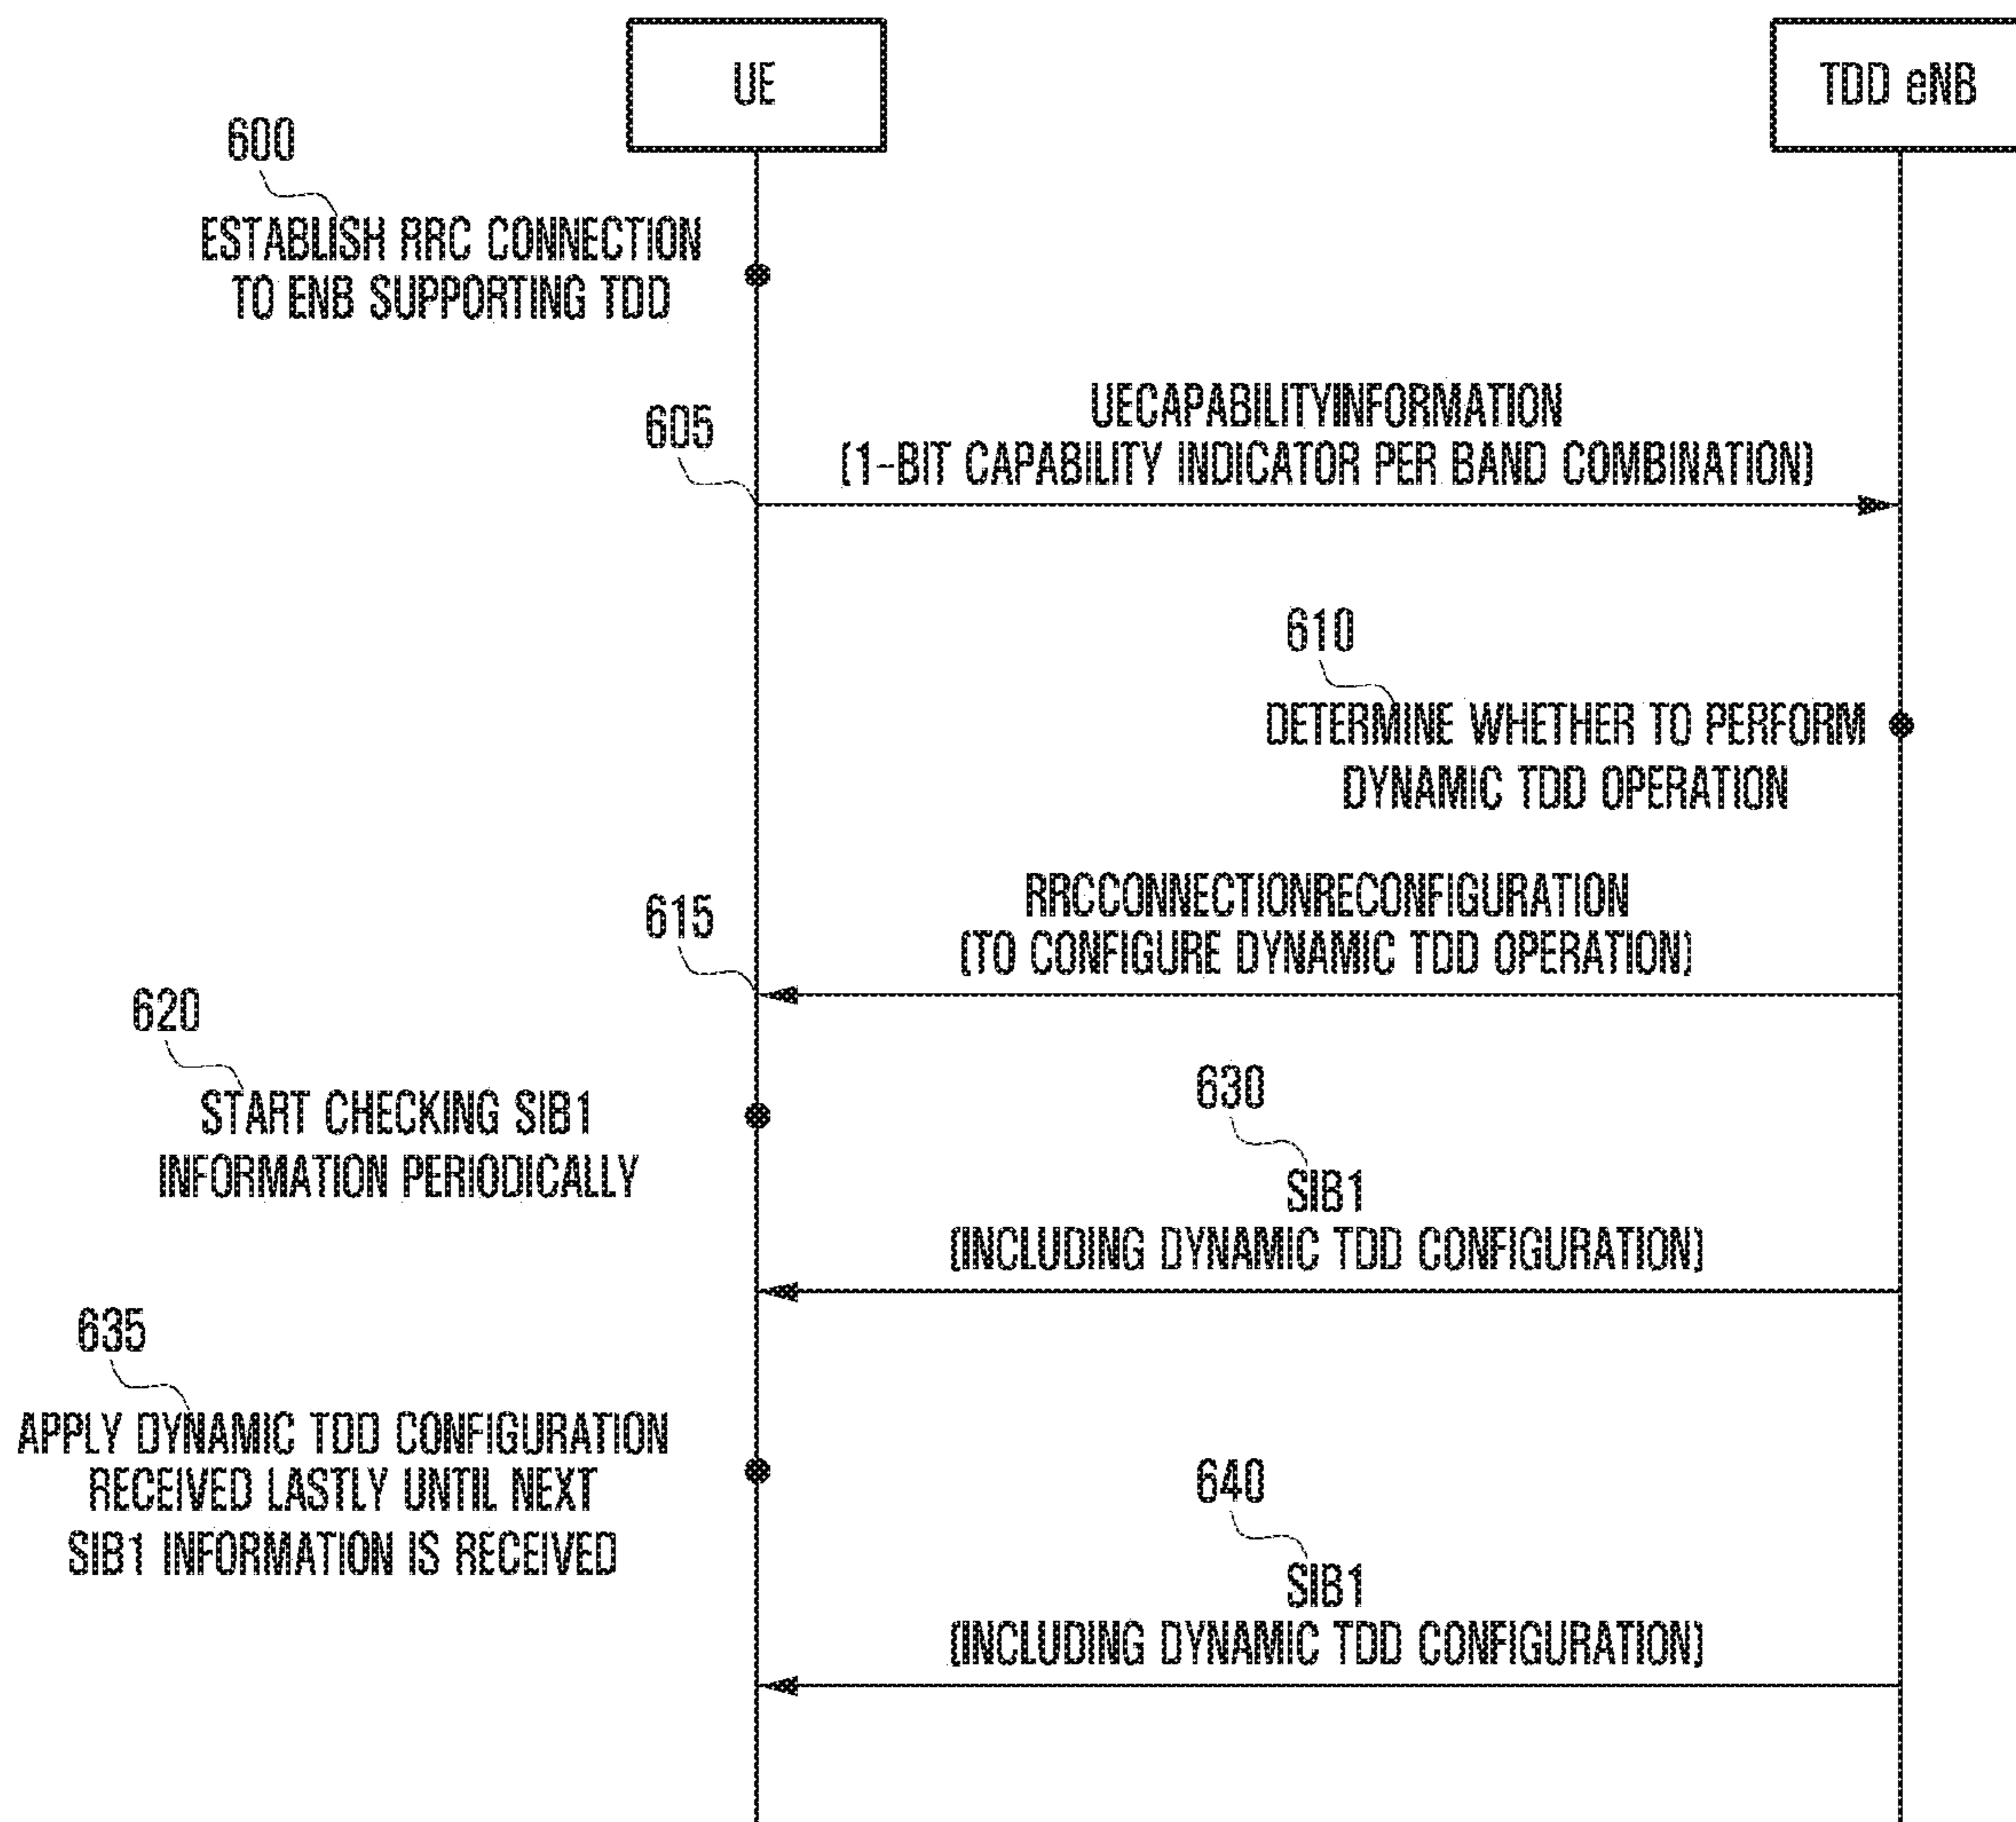 UE
TDD eNB
600
ESTABLISH RRC CONNECTION
TO ENB SUPPORTING TDD
605
UECAPABILITYINFORMATION
(1-BIT CAPABILITY INDICATOR PER BAND COMBINATION)
610
DETERMINE WHETHER TO PERFORM
DYNAMIC TDD OPERATION
615
RRCCONNECTIONRECONFIGURATION
(TO CONFIGURE DYNAMIC TDD OPERATION)
620
START CHECKING SIB1
INFORMATION PERIODICALLY
630
SIB1
(INCLUDING DYNAMIC TDD CONFIGURATION)
635
APPLY DYNAMIC TDD CONFIGURATION
RECEIVED LASTLY UNTIL NEXT
SIB1 INFORMATION IS RECEIVED
640
SIB1
(INCLUDING DYNAMIC TDD CONFIGURATION)